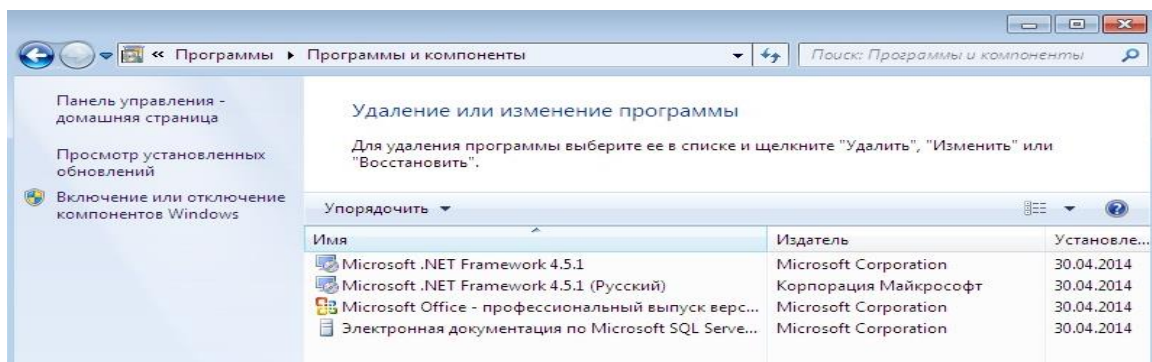 « Программы ▸ Программы и компоненты
Поиск: Программы и компоненты
Панель управления -
домашняя страница
Просмотр установленных
обновлений
Включение или отключение
компонентов Windows
Удаление или изменение программы
Для удаления программы выберите ее в списке и щелкните "Удалить", "Изменить" или
"Восстановить".
Упорядочить
Имя Издатель Установле...
Microsoft .NET Framework 4.5.1 Microsoft Corporation 30.04.2014
Microsoft .NET Framework 4.5.1 (Русский) Корпорация Майкрософт 30.04.2014
Microsoft Office - профессиональный выпуск верс... Microsoft Corporation 30.04.2014
Электронная документация по Microsoft SQL Serve... Microsoft Corporation 30.04.2014